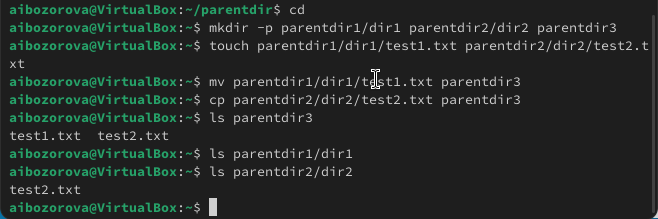 aibozorova@VirtualBox:~/parentdir$ cd
aibozorova@VirtualBox:~$ mkdir -p parentdir1/dir1 parentdir2/dir2 parentdir3
aibozorova@VirtualBox:~$ touch parentdir1/dir1/test1.txt parentdir2/dir2/test2.t
xt
aibozorova@VirtualBox:~$ mv parentdir1/dir1/test1.txt parentdir3
aibozorova@VirtualBox:~$ cp parentdir2/dir2/test2.txt parentdir3
aibozorova@VirtualBox:~$ ls parentdir3
test1.txt  test2.txt
aibozorova@VirtualBox:~$ ls parentdir1/dir1
aibozorova@VirtualBox:~$ ls parentdir2/dir2
test2.txt
aibozorova@VirtualBox:~$